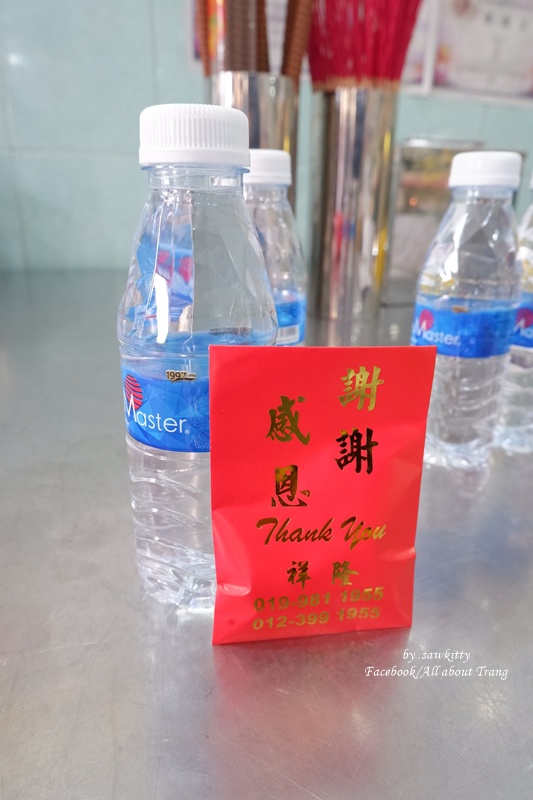 Master
1997
Master
謝謝
感恩
Thank You
祥隆
019-981 1955
012-399 1955
by..sawkitty
Facebook/All about Trang